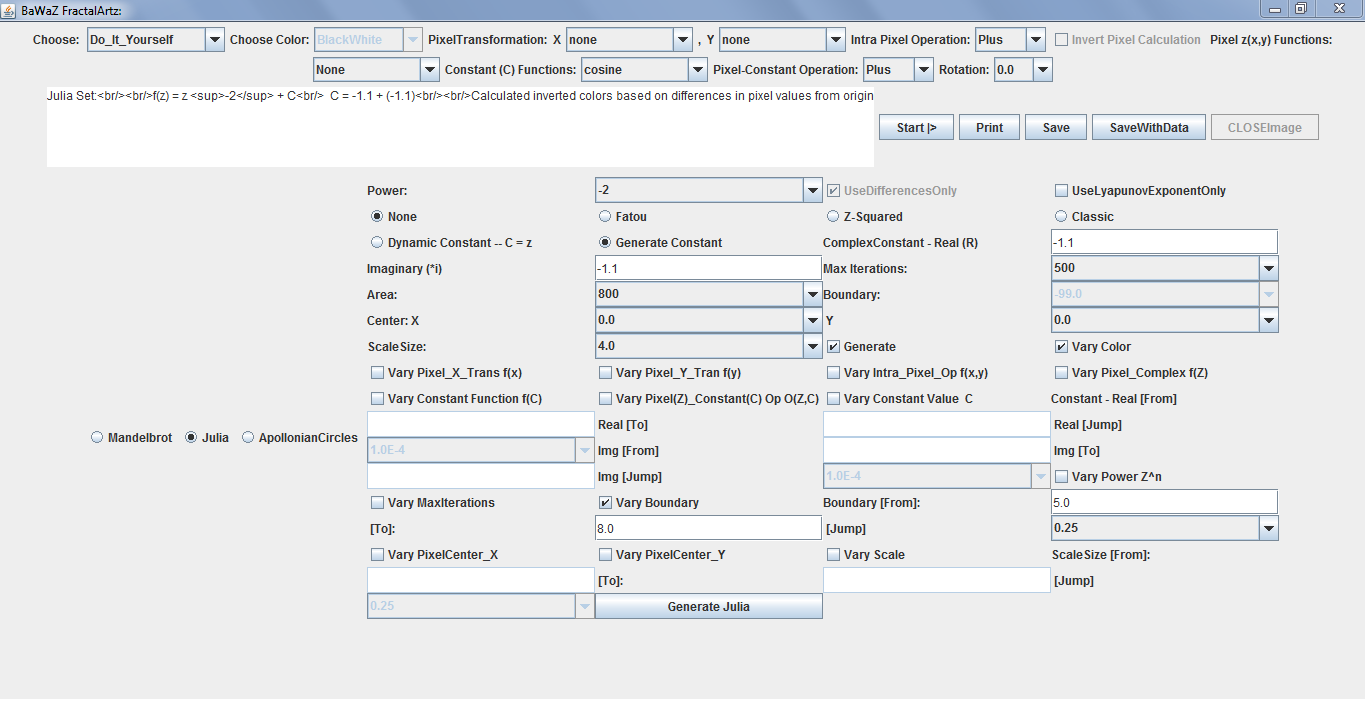 BaWaZ FractalArtz:
Choose: Do_It_Yourself Choose Color: BlackWhite PixelTransformation: X none , Y none Intra Pixel Operation: Plus Invert Pixel Calculation Pixel z(x,y) Functions:
None Constant (C) Functions: cosine Pixel-Constant Operation: Plus Rotation: 0.0
Julia Set:<br/><br/>f(z) = z <sup>-2</sup> + C<br/> C = -1.1 + (-1.1)<br/><br/>Calculated inverted colors based on differences in pixel values from origin
Start |> Print Save SaveWithData CLOSEImage
Power: -2 UseDifferencesOnly UseLyapunovExponentOnly
None Fatou Z-Squared Classic
Dynamic Constant -- C = z Generate Constant ComplexConstant - Real (R) -1.1
Imaginary (*i) -1.1 Max Iterations: 500
Area: 800 Boundary: -99.0
Center: X 0.0 Y 0.0
ScaleSize: 4.0 Generate Vary Color
Vary Pixel_X_Trans f(x) Vary Pixel_Y_Tran f(y) Vary Intra_Pixel_Op f(x,y) Vary Pixel_Complex f(Z)
Vary Constant Function f(C) Vary Pixel(Z)_Constant(C) Op O(Z,C) Vary Constant Value C Constant - Real [From]
Real [To] Real [Jump]
Mandelbrot Julia ApollonianCircles
1.0E-4 Img [From] Img [To]
Img [Jump] 1.0E-4 Vary Power Z^n
Vary MaxIterations Vary Boundary Boundary [From]: 5.0
[To]: 8.0 [Jump] 0.25
Vary PixelCenter_X Vary PixelCenter_Y Vary Scale ScaleSize [From]:
[To]: [Jump]
0.25 Generate Julia